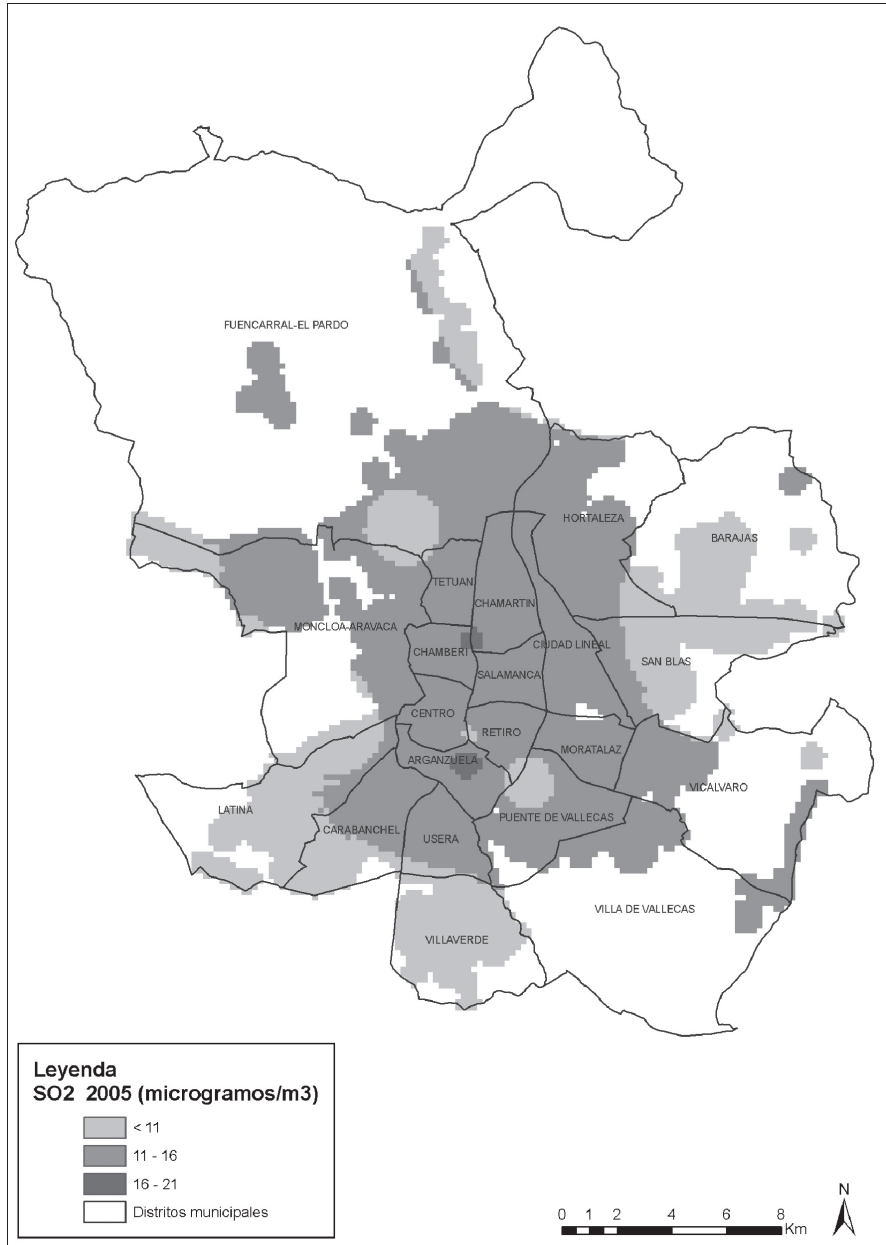 FUENCARRAL-EL PARDO
HORTALEZA
BARAJAS
TETUAN
CHAMARTIN
MONCLOA-ARAVACA
CIUDAD LINEAL
CHAMBERI
SAN BLAS
SALAMANCA
CENTRO
RETIRO
MORATALAZ
ARGANZUELA
VICALVARO
LATINA
PUENTE DE VALLECAS
CARABANCHEL
USERA
VILLA DE VALLECAS
VILLAVERDE
Leyenda
SO2 2005 (microgramos/m3)
< 11
11 - 16
16 - 21
Distritos municipales
N
0 1 2 4 6 8
Km